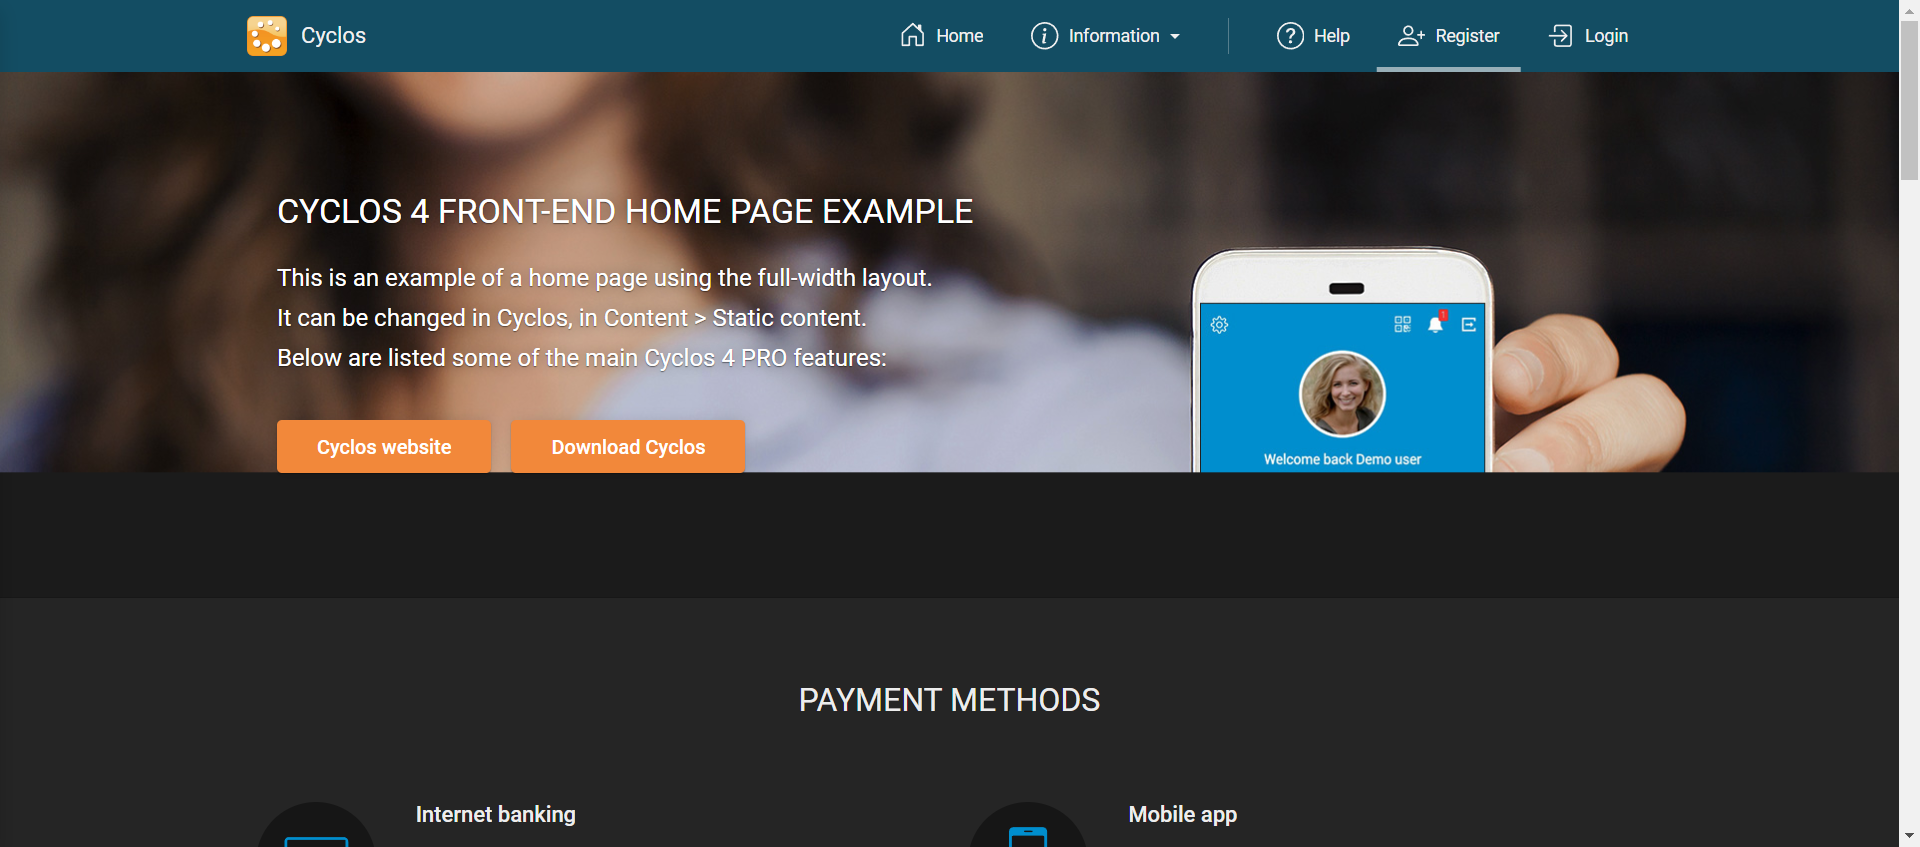 Cyclos
Home
Information
Help
Register
Login
CYCLOS 4 FRONT-END HOME PAGE EXAMPLE
This is an example of a home page using the full-width layout.
It can be changed in Cyclos, in Content > Static content.
Below are listed some of the main Cyclos 4 PRO features:
1
Welcome back Demo user
Cyclos website
Download Cyclos
PAYMENT METHODS
Internet banking
Mobile app